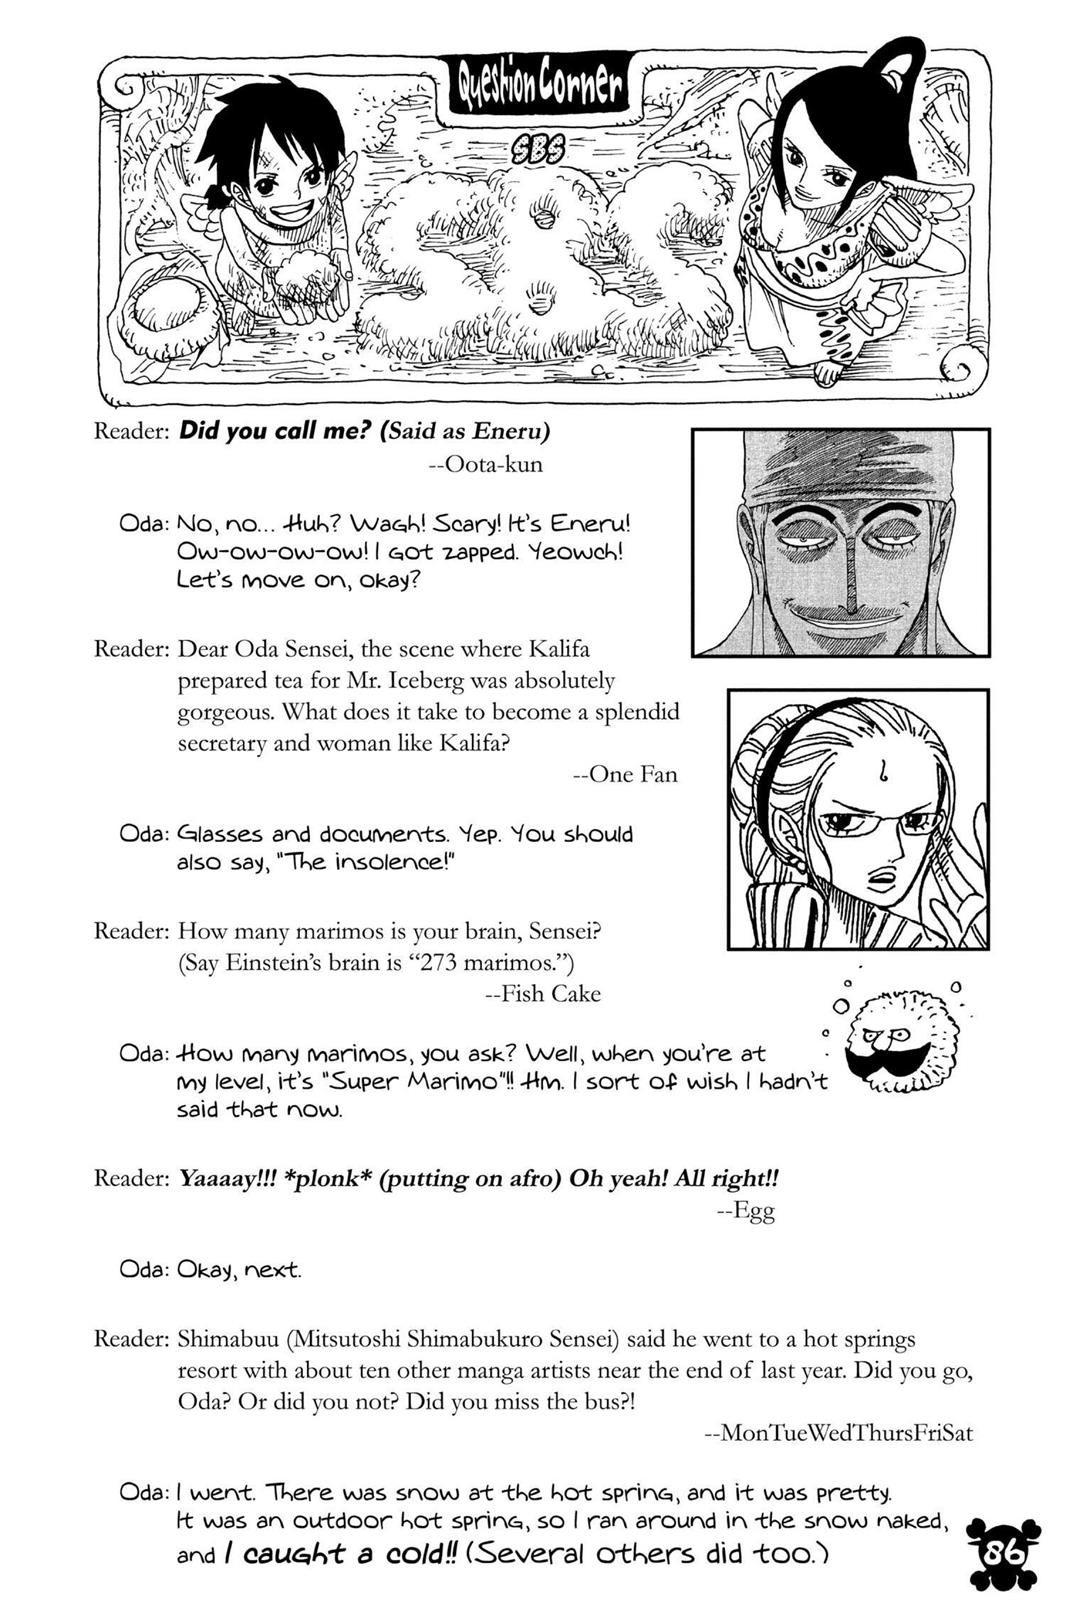 Question Corner
SBS
SBS
Reader: Did you call me? (Said as Eneru)
--Oota-kun
Oda: No, no... Huh? Wagh! Scary! It's Eneru!
Ow-ow-ow-ow! I got zapped. Yeowch!
Let's move on, okay?
Reader: Dear Oda Sensei, the scene where Kalifa
prepared tea for Mr. Iceberg was absolutely
gorgeous. What does it take to become a splendid
secretary and woman like Kalifa?
--One Fan
Oda: Glasses and documents. Yep. You should
also say, "The insolence!"
Reader: How many marimos is your brain, Sensei?
(Say Einstein's brain is “273 marimos.”)
--Fish Cake
Oda: How many marimos, you ask? Well, when you're at
my level, it's "Super Marimo"!! Hm. I sort of wish I hadn't
said that now.
Reader: Yaaaay!!! *plonk* (putting on afro) Oh yeah! All right!!
--Egg
Oda: Okay, next.
Reader: Shimabuu (Mitsutoshi Shimabukuro Sensei) said he went to a hot springs
resort with about ten other manga artists near the end of last year. Did you go,
Oda? Or did you not? Did you miss the bus?!
--MonTueWedThursFriSat
Oda: I went. There was snow at the hot spring, and it was pretty.
It was an outdoor hot spring, so I ran around in the snow naked,
and I caught a cold!! (Several others did too.)
86